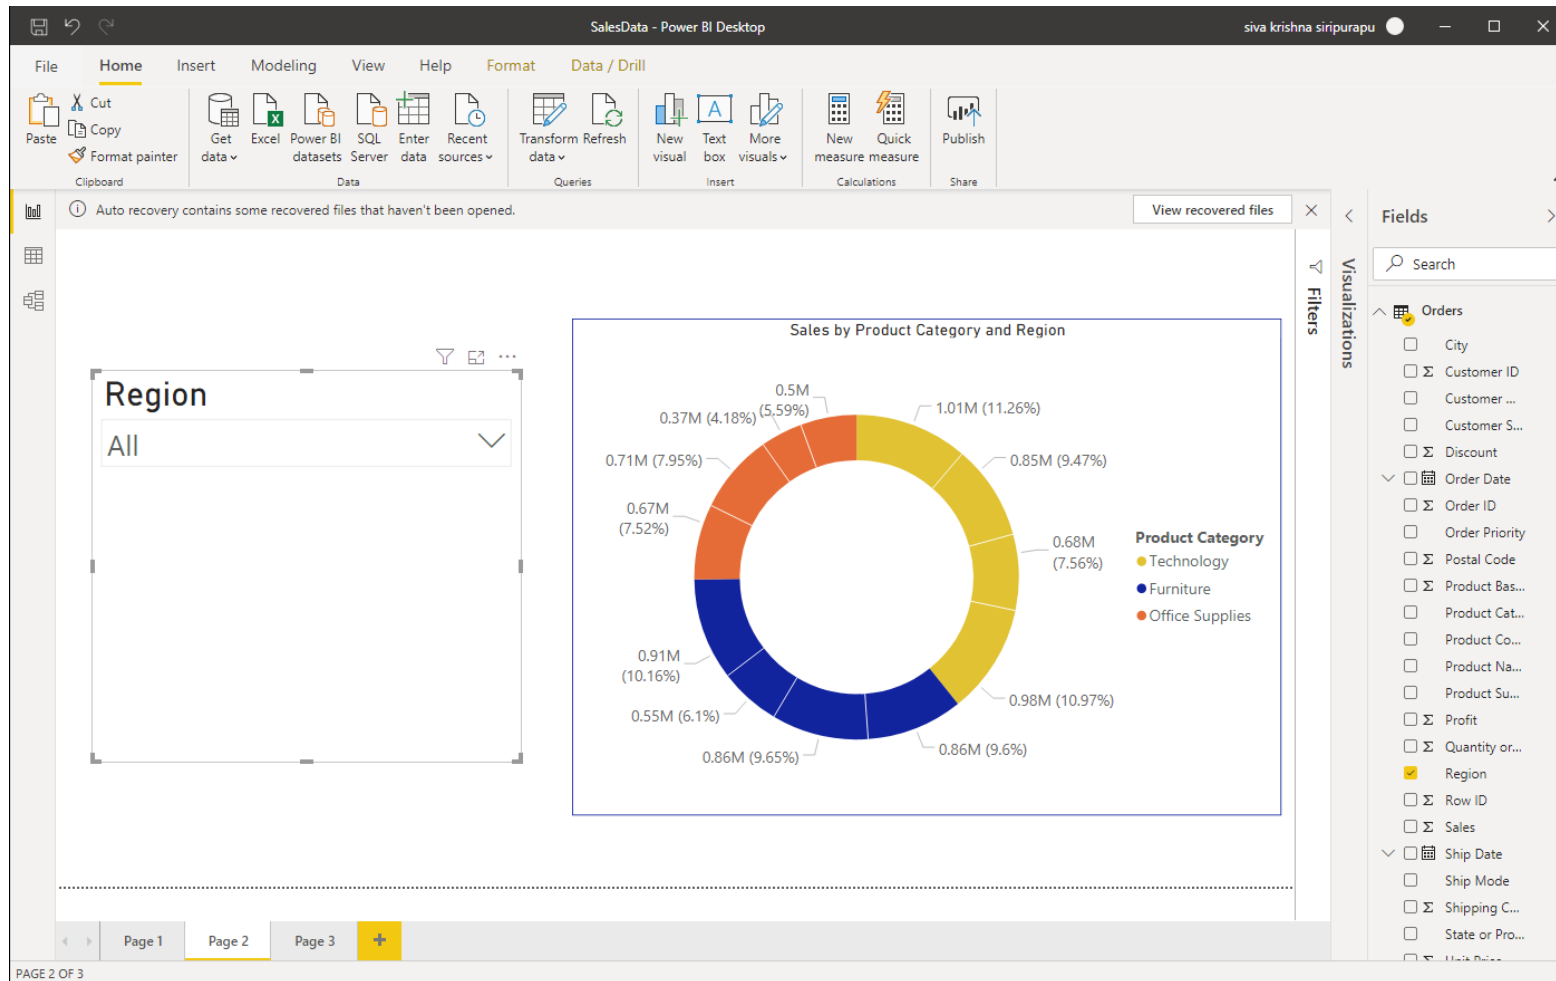 SalesData - Power BI Desktop
siva krishna siripurapu
File Home Insert Modeling View Help Format Data / Drill
Paste
Cut
Copy
Format painter
Clipboard
Get data
Excel
Power BI datasets
SQL Server
Enter data
Recent sources
Data
Transform data
Refresh
Queries
New visual
Text box
More visuals
Insert
New measure
Quick measure
Calculations
Publish
Share
Auto recovery contains some recovered files that haven't been opened.
View recovered files
Region
All
Sales by Product Category and Region
0.5M
(5.59%)
1.01M (11.26%)
0.37M (4.18%)
0.85M (9.47%)
0.71M (7.95%)
0.67M
(7.52%)
0.68M
(7.56%)
0.91M
(10.16%)
0.98M (10.97%)
0.55M (6.1%)
0.86M (9.65%)
0.86M (9.6%)
Product Category
Technology
Furniture
Office Supplies
Filters
Visualizations
Fields
Search
Orders
City
Σ Customer ID
Customer ...
Customer S...
Σ Discount
Order Date
Σ Order ID
Order Priority
Σ Postal Code
Σ Product Bas...
Product Cat...
Product Co...
Product Na...
Product Su...
Σ Profit
Σ Quantity or...
Region
Σ Row ID
Σ Sales
Ship Date
Ship Mode
Σ Shipping C...
State or Pro...
Σ Unit Price
Page 1
Page 2
Page 3
PAGE 2 OF 3